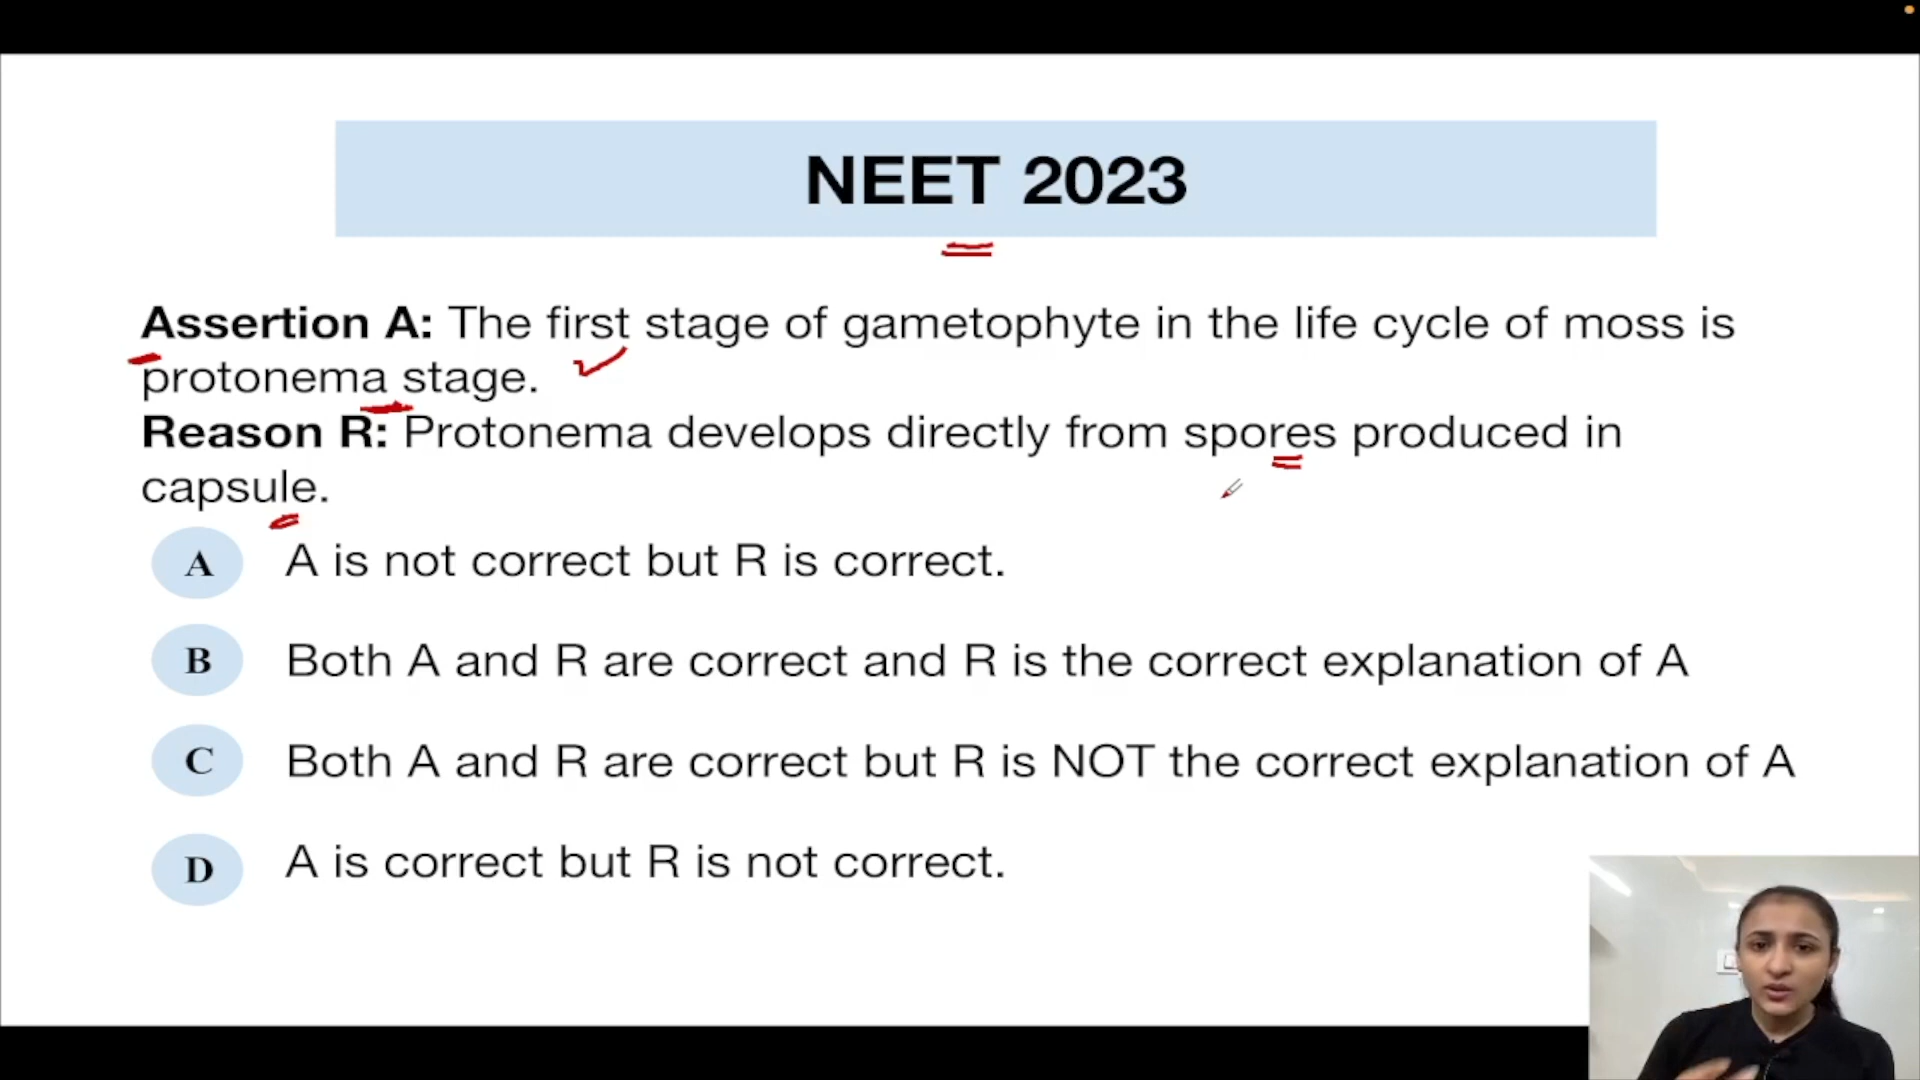 NEET 2023
Assertion A: The first stage of gametophyte in the life cycle of moss is
protonema stage.
Reason R: Protonema develops directly from spores produced in
capsule.
A A is not correct but R is correct.
B Both A and R are correct and R is the correct explanation of A
C Both A and R are correct but R is NOT the correct explanation of A
D A is correct but R is not correct.